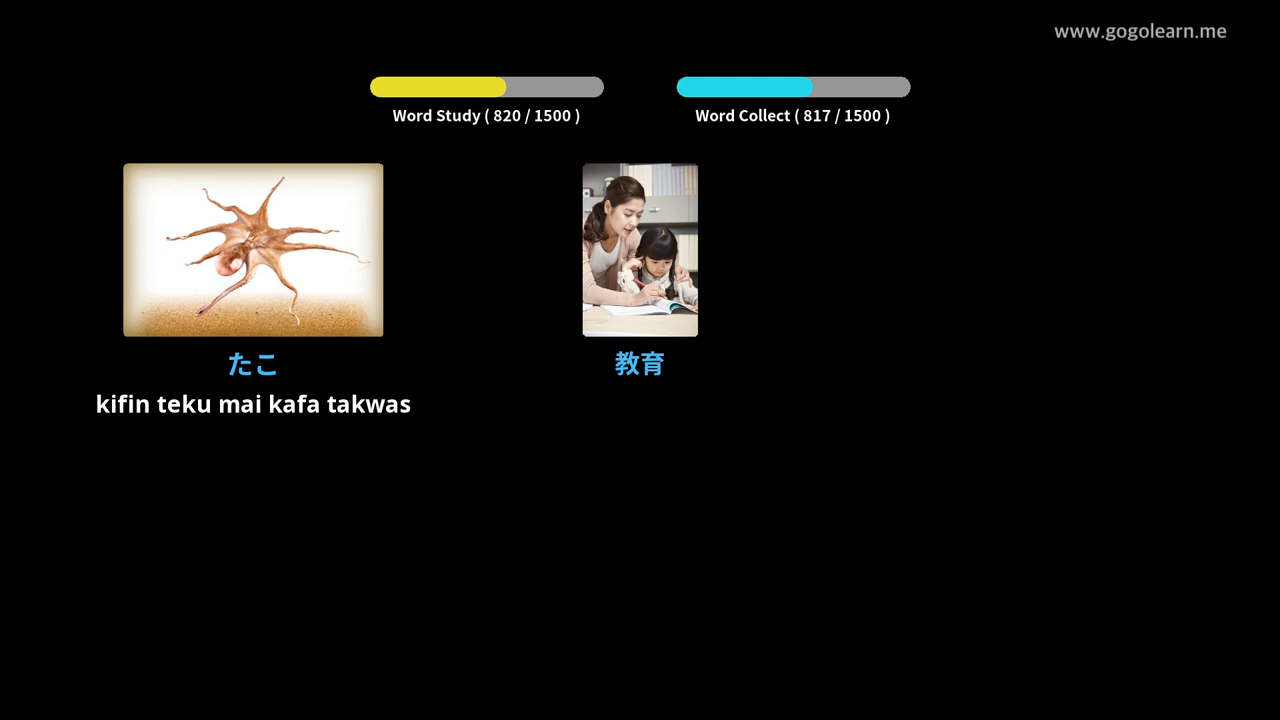 www.gogolearn.me
Word Study ( 820 / 1500 )
Word Collect ( 817 / 1500 )
たこ
教育
kifin teku mai kafa takwas